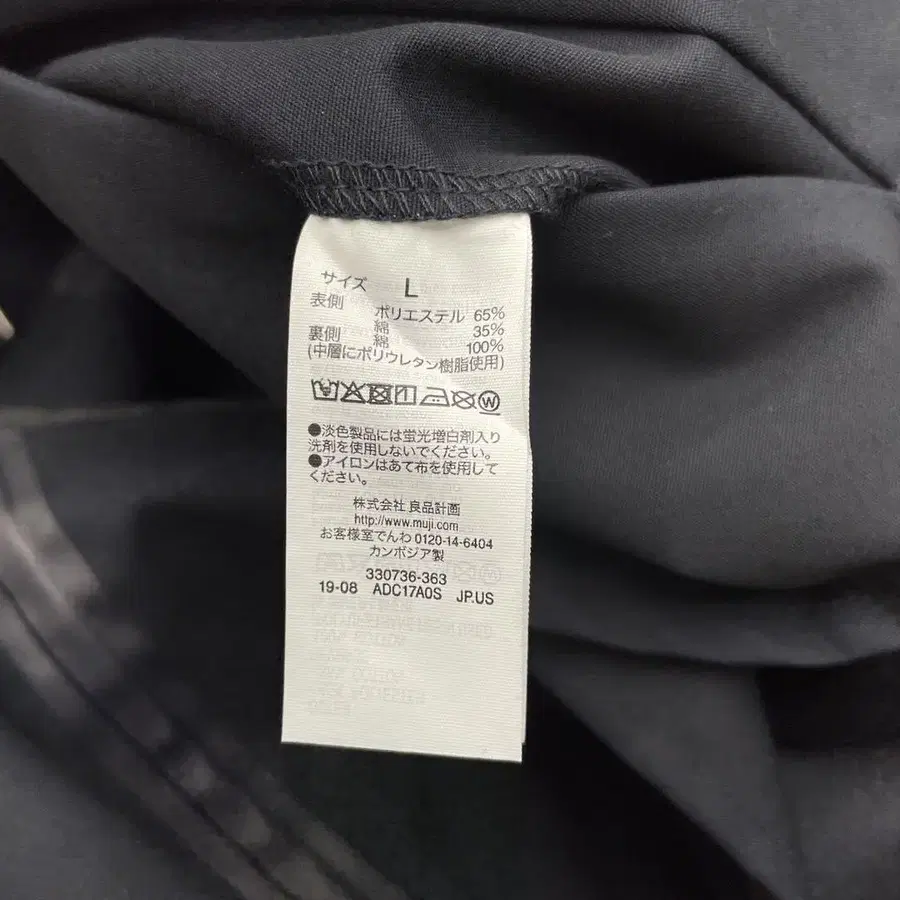 サイズ L
表側 ポリエステル 65%
綿 35%
裏側 綿 100%
(中層にポリウレタン樹脂使用)
●淡色製品には蛍光増白剤入り
洗剤を使用しないでください。
●アイロンはあて布を使用して
ください。
株式会社 良品計画
http://www.muji.com
お客様室でんわ 0120-14-6404
カンボジア製
330736-363
19-08 ADC17A0S JP.US